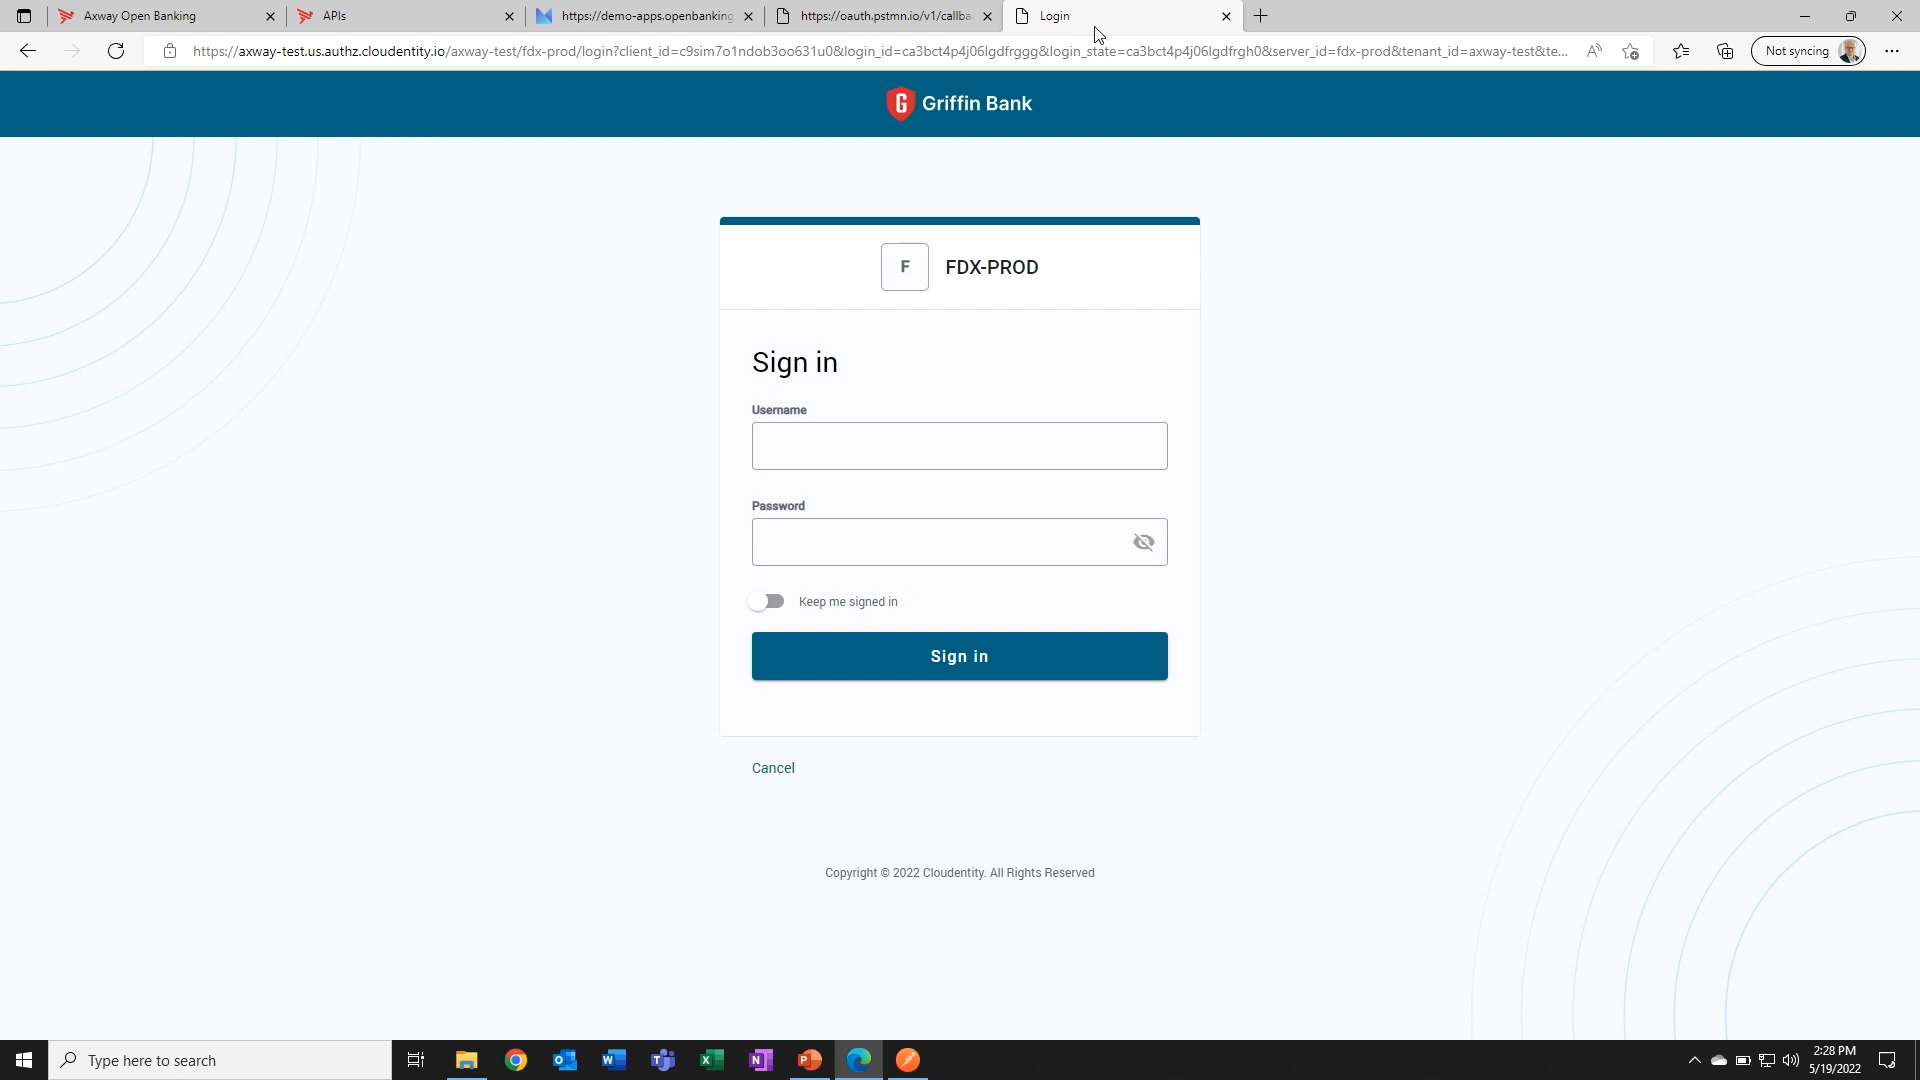 Axway Open Banking
APIs
https://demo-apps.openbanking
https://oauth.pstmn.io/v1/callba
Login
https://axway-test.us.authz.cloudentity.io/axway-test/fdx-prod/login?client_id=c9sim7o1ndob3oo631u0&login_id=ca3bct4p4j06lgdfrggg&login_state=ca3bct4p4j06lgdfrgh0&server_id=fdx-prod&tenant_id=axway-test&te...
Not syncing
G Griffin Bank
F FDX-PROD
Sign in
Username
Password
Keep me signed in
Sign in
Cancel
Copyright © 2022 Cloudentity. All Rights Reserved
Type here to search
2:28 PM
5/19/2022